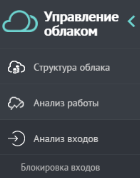 Управление
облаком
Структура облака
Анализ работы
Анализ входов
Блокировка входов